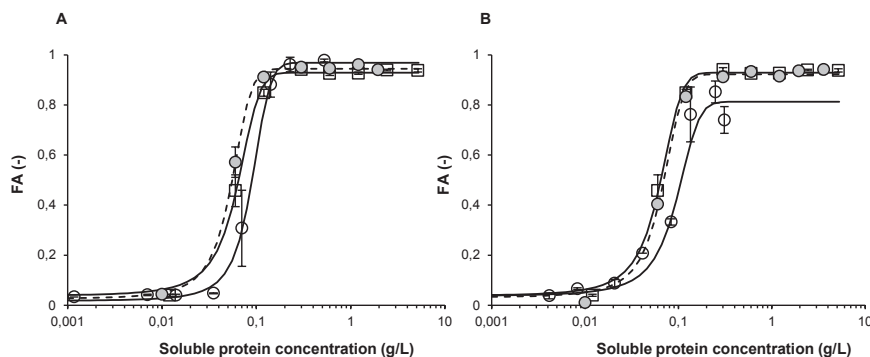 A
B
1
1
0,8
0,8
0,6
0,6
0,4
0,4
0,2
0,2
0
0
FA (-)
FA (-)
0,001 0,01 0,1 1 10
0,001 0,01 0,1 1 10
Soluble protein concentration (g/L)
Soluble protein concentration (g/L)